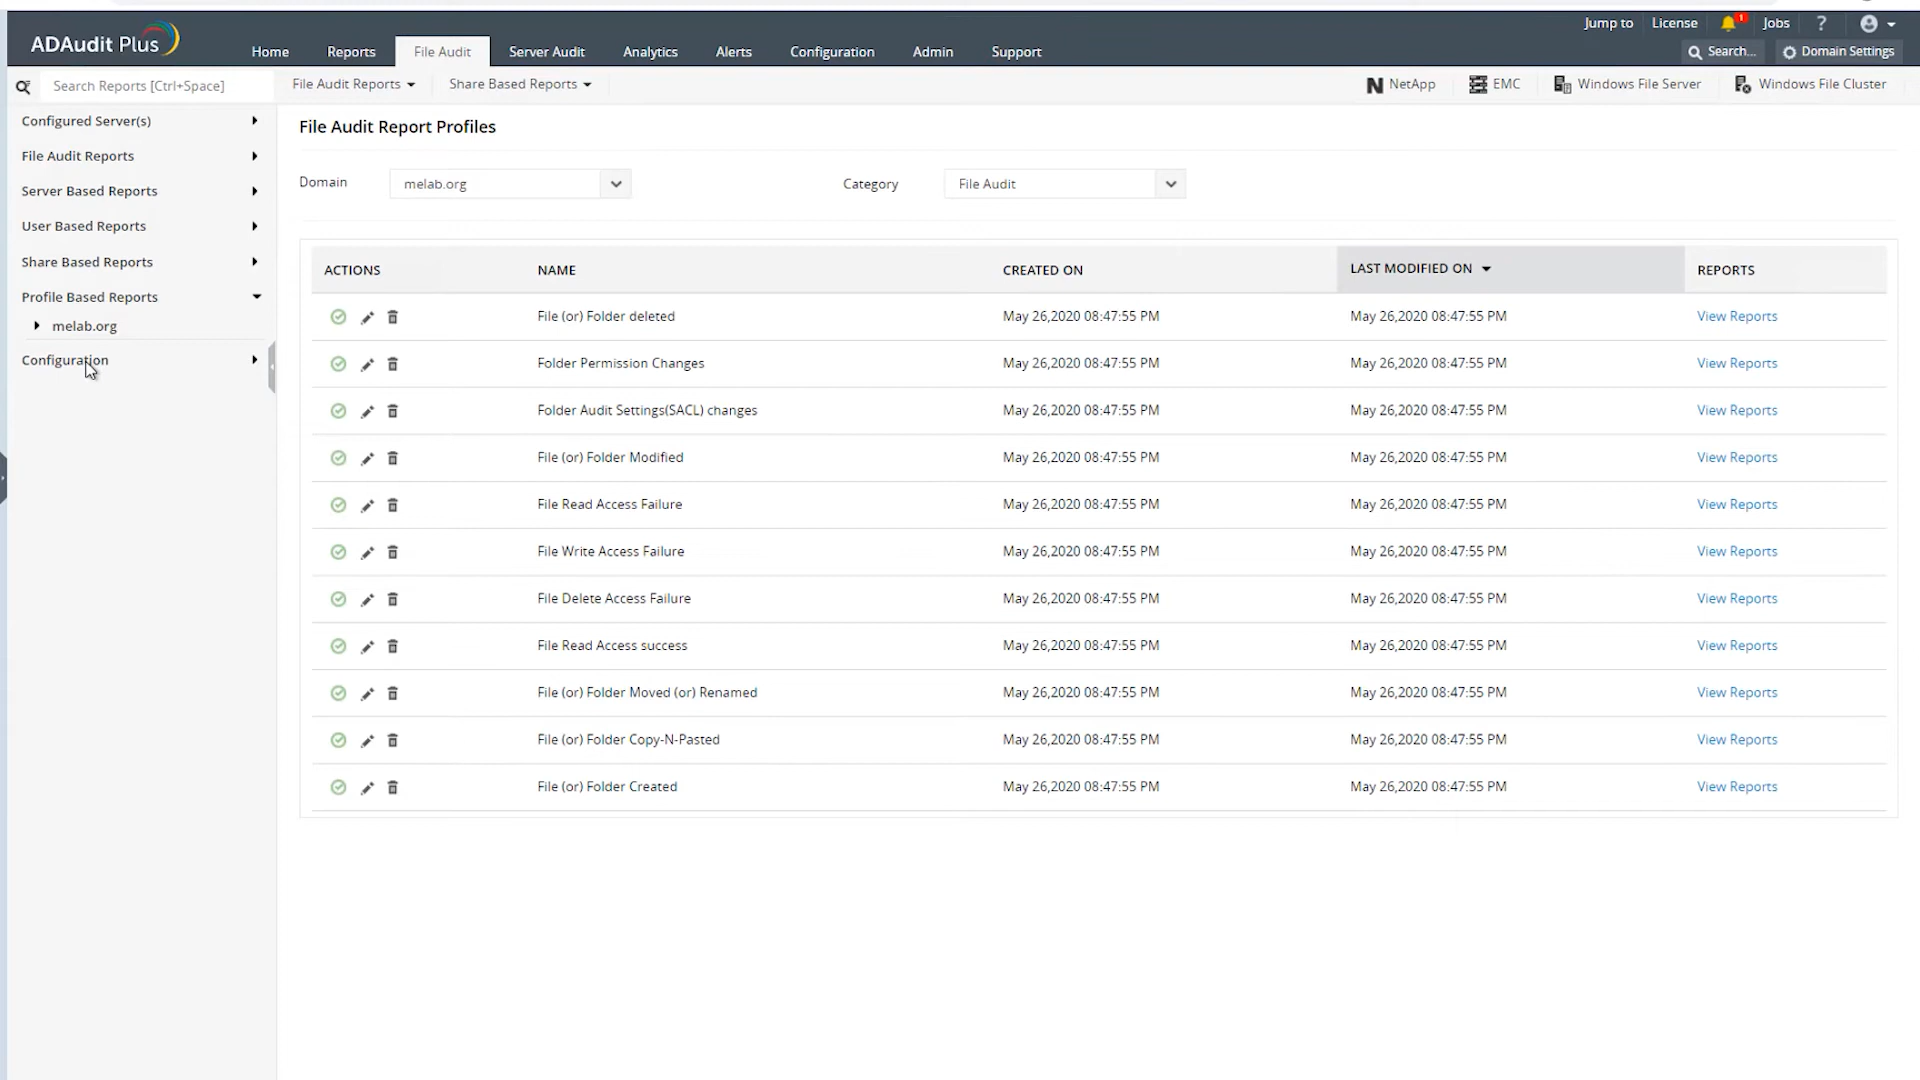 ADAudit Plus
Home Reports File Audit Server Audit Analytics Alerts Configuration Admin Support
Jump to License 1 Jobs ?
Search... Domain Settings
Search Reports [Ctrl+Space]
File Audit Reports Share Based Reports
NetApp EMC Windows File Server Windows File Cluster
Configured Server(s)
File Audit Reports
Server Based Reports
User Based Reports
Share Based Reports
Profile Based Reports
melab.org
Configuration
File Audit Report Profiles
Domain melab.org Category File Audit
ACTIONS NAME CREATED ON LAST MODIFIED ON REPORTS
File (or) Folder deleted May 26,2020 08:47:55 PM May 26,2020 08:47:55 PM View Reports
Folder Permission Changes May 26,2020 08:47:55 PM May 26,2020 08:47:55 PM View Reports
Folder Audit Settings(SACL) changes May 26,2020 08:47:55 PM May 26,2020 08:47:55 PM View Reports
File (or) Folder Modified May 26,2020 08:47:55 PM May 26,2020 08:47:55 PM View Reports
File Read Access Failure May 26,2020 08:47:55 PM May 26,2020 08:47:55 PM View Reports
File Write Access Failure May 26,2020 08:47:55 PM May 26,2020 08:47:55 PM View Reports
File Delete Access Failure May 26,2020 08:47:55 PM May 26,2020 08:47:55 PM View Reports
File Read Access success May 26,2020 08:47:55 PM May 26,2020 08:47:55 PM View Reports
File (or) Folder Moved (or) Renamed May 26,2020 08:47:55 PM May 26,2020 08:47:55 PM View Reports
File (or) Folder Copy-N-Pasted May 26,2020 08:47:55 PM May 26,2020 08:47:55 PM View Reports
File (or) Folder Created May 26,2020 08:47:55 PM May 26,2020 08:47:55 PM View Reports